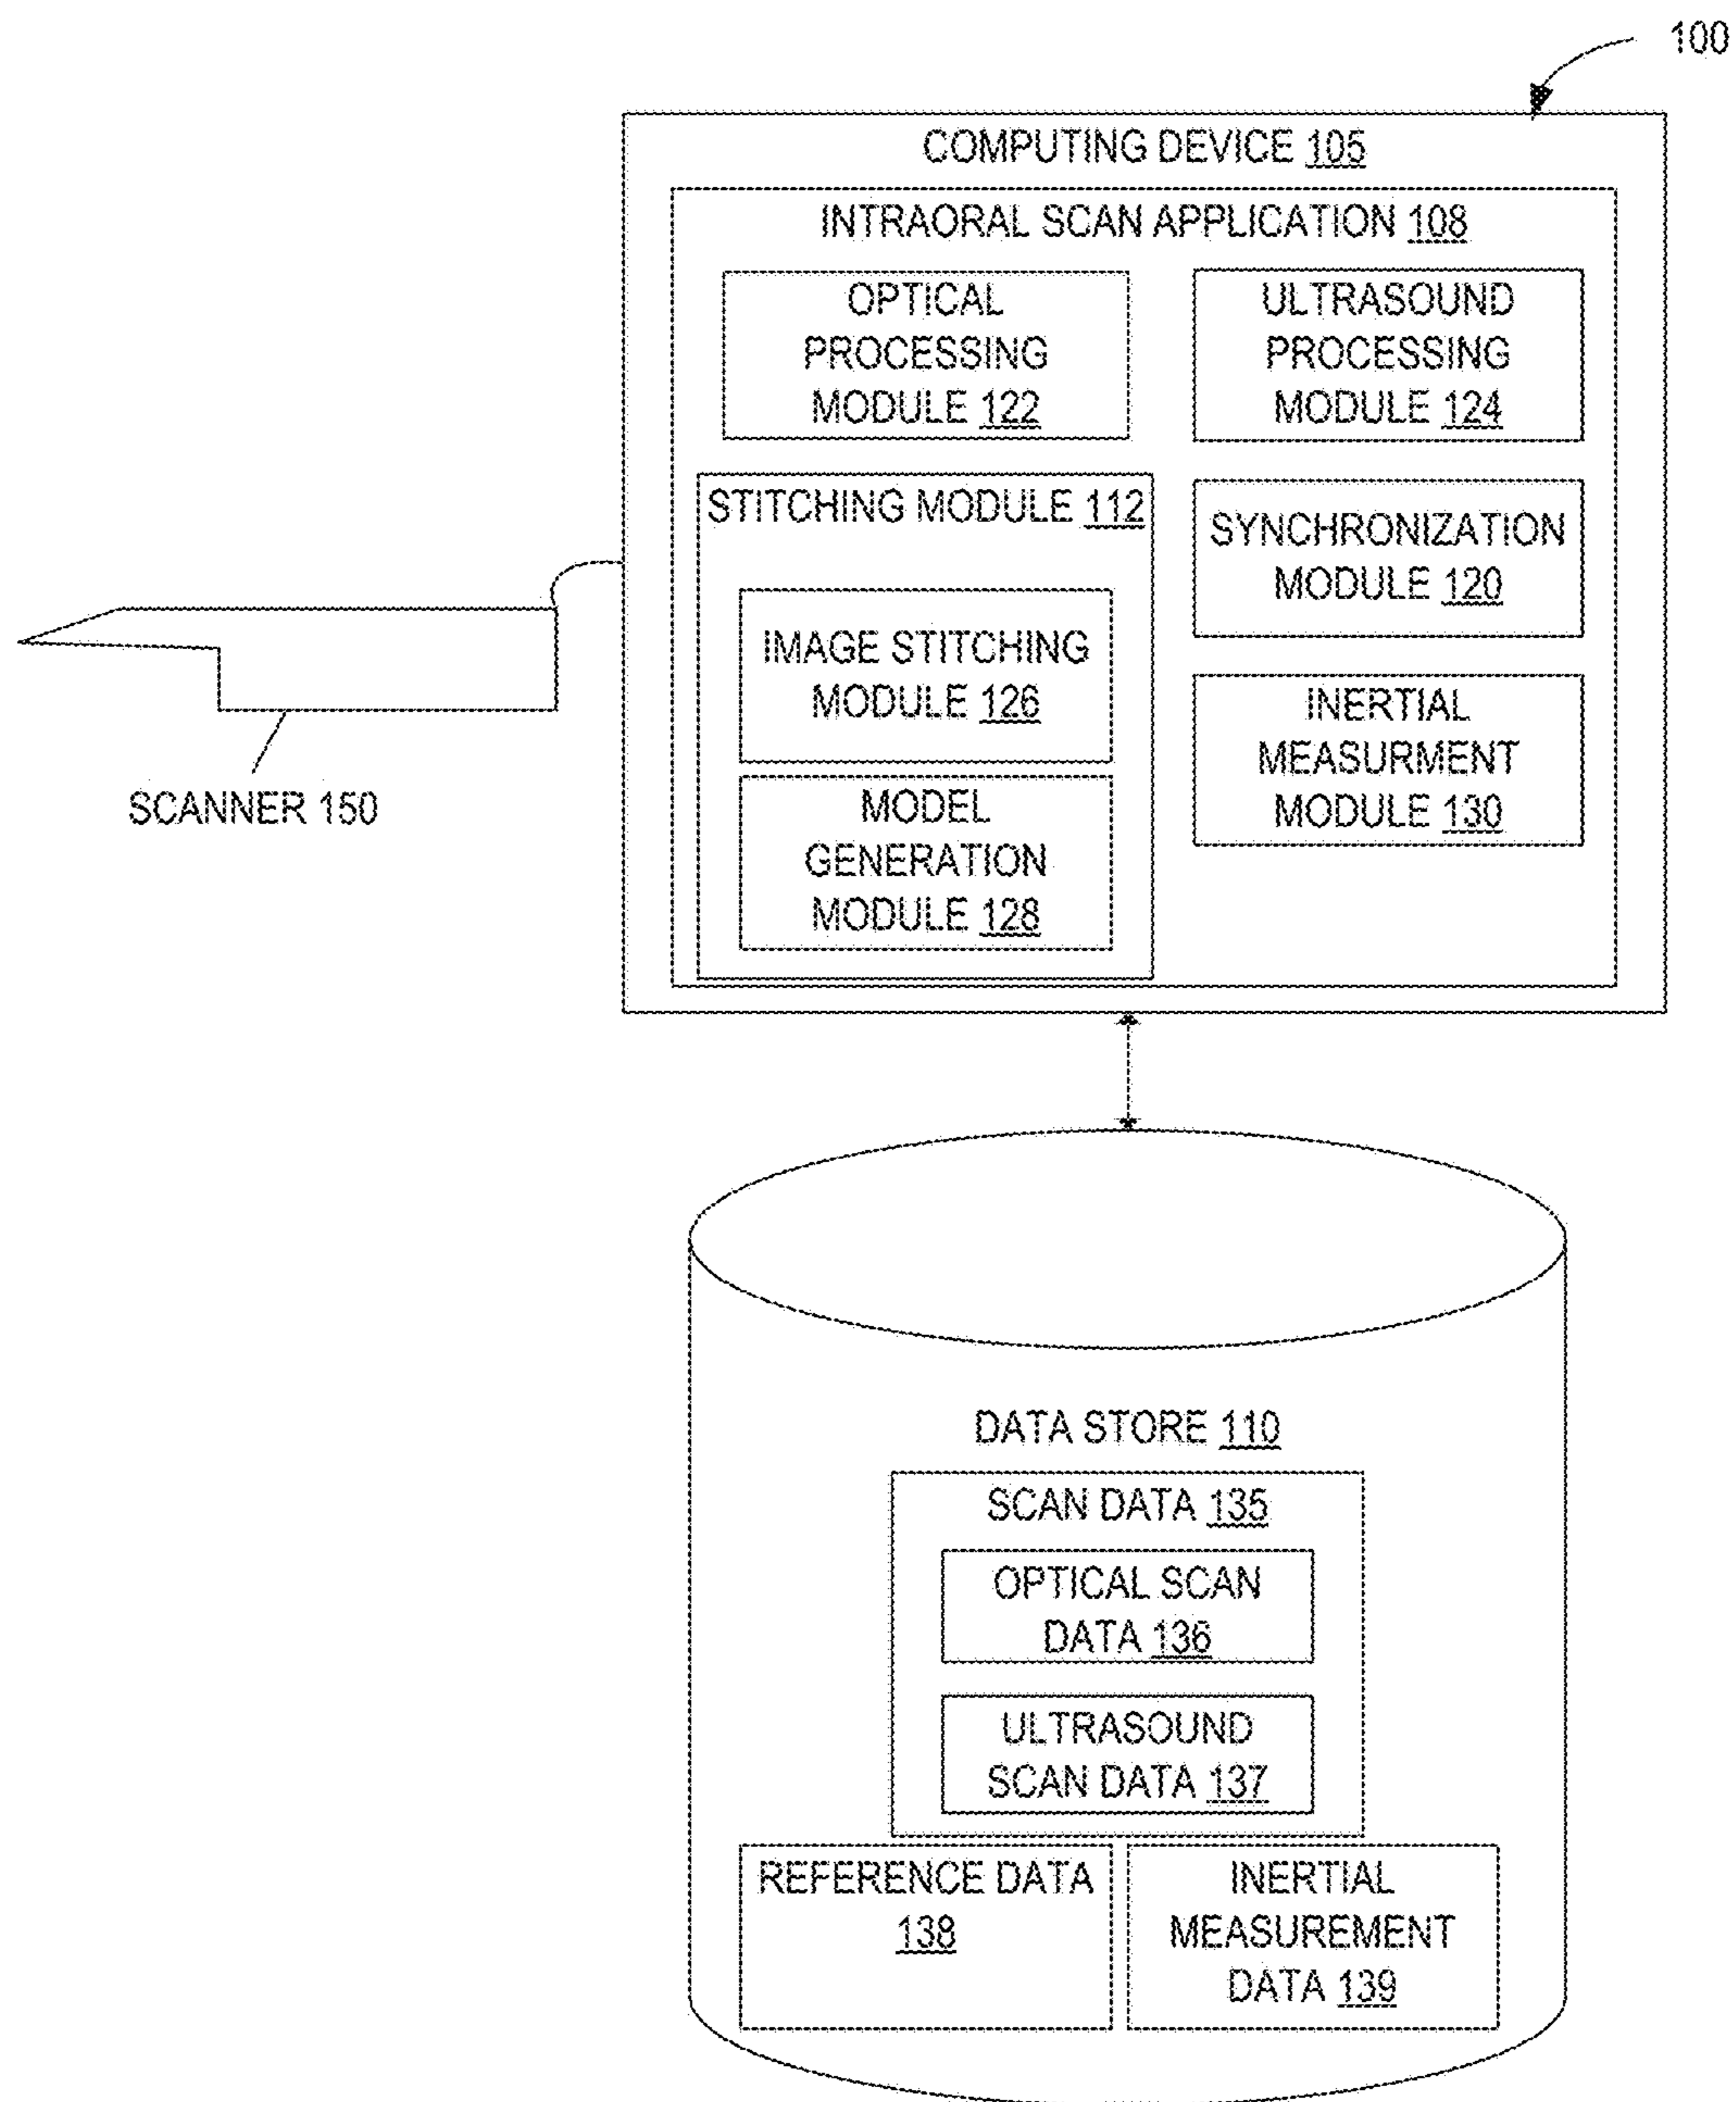 100
COMPUTING DEVICE 105
INTRAORAL SCAN APPLICATION 108
OPTICAL
PROCESSING
MODULE 122
ULTRASOUND
PROCESSING
MODULE 124
STITCHING MODULE 112
IMAGE STITCHING
MODULE 126
MODEL
GENERATION
MODULE 128
SYNCHRONIZATION
MODULE 120
INERTIAL
MEASURMENT
MODULE 130
SCANNER 150
DATA STORE 110
SCAN DATA 135
OPTICAL SCAN
DATA 136
ULTRASOUND
SCAN DATA 137
REFERENCE DATA
138
INERTIAL
MEASUREMENT
DATA 139